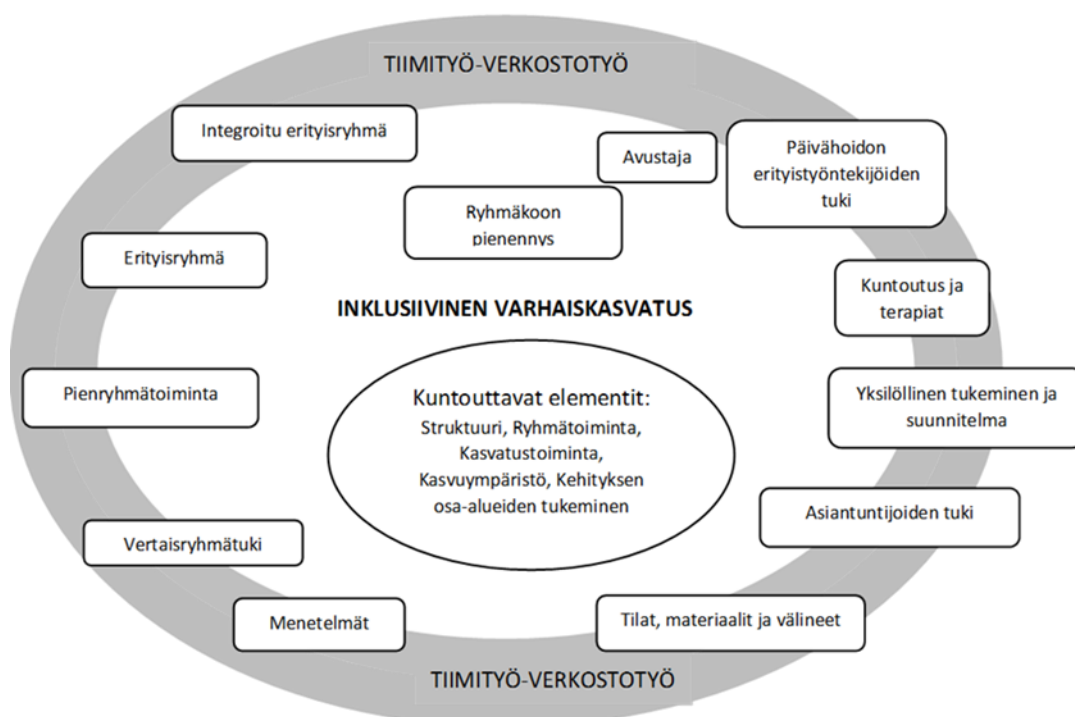 TIIMITYÖ-VERKOSTOTYÖ
Integroitu erityisryhmä
Avustaja
Päivähoidon
erityistyöntekijöiden
tuki
Ryhmäkoon
pienennys
Erityisryhmä
Kuntoutus ja
terapiat
INKLUSIIVINEN VARHAISKASVATUS
Pienryhmätoiminta
Kuntouttavat elementit:
Struktuuri, Ryhmätoiminta,
Kasvatustoiminta,
Kasvuympäristö, Kehityksen
osa-alueiden tukeminen
Yksilöllinen tukeminen ja
suunnitelma
Asiantuntijoiden tuki
Vertaisryhmätuki
Menetelmät
Tilat, materiaalit ja välineet
TIIMITYÖ-VERKOSTOTYÖ